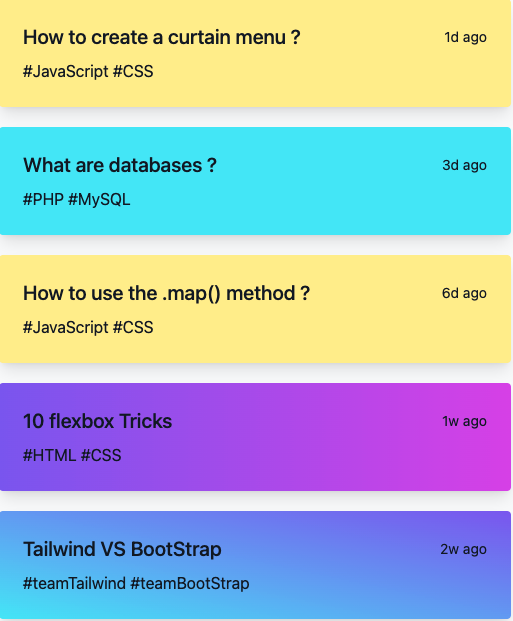 How to create a curtain menu ? 1d ago
#JavaScript #CSS
What are databases ? 3d ago
#PHP #MySQL
How to use the .map() method ? 6d ago
#JavaScript #CSS
10 flexbox Tricks 1w ago
#HTML #CSS
Tailwind VS BootStrap 2w ago
#teamTailwind #teamBootStrap